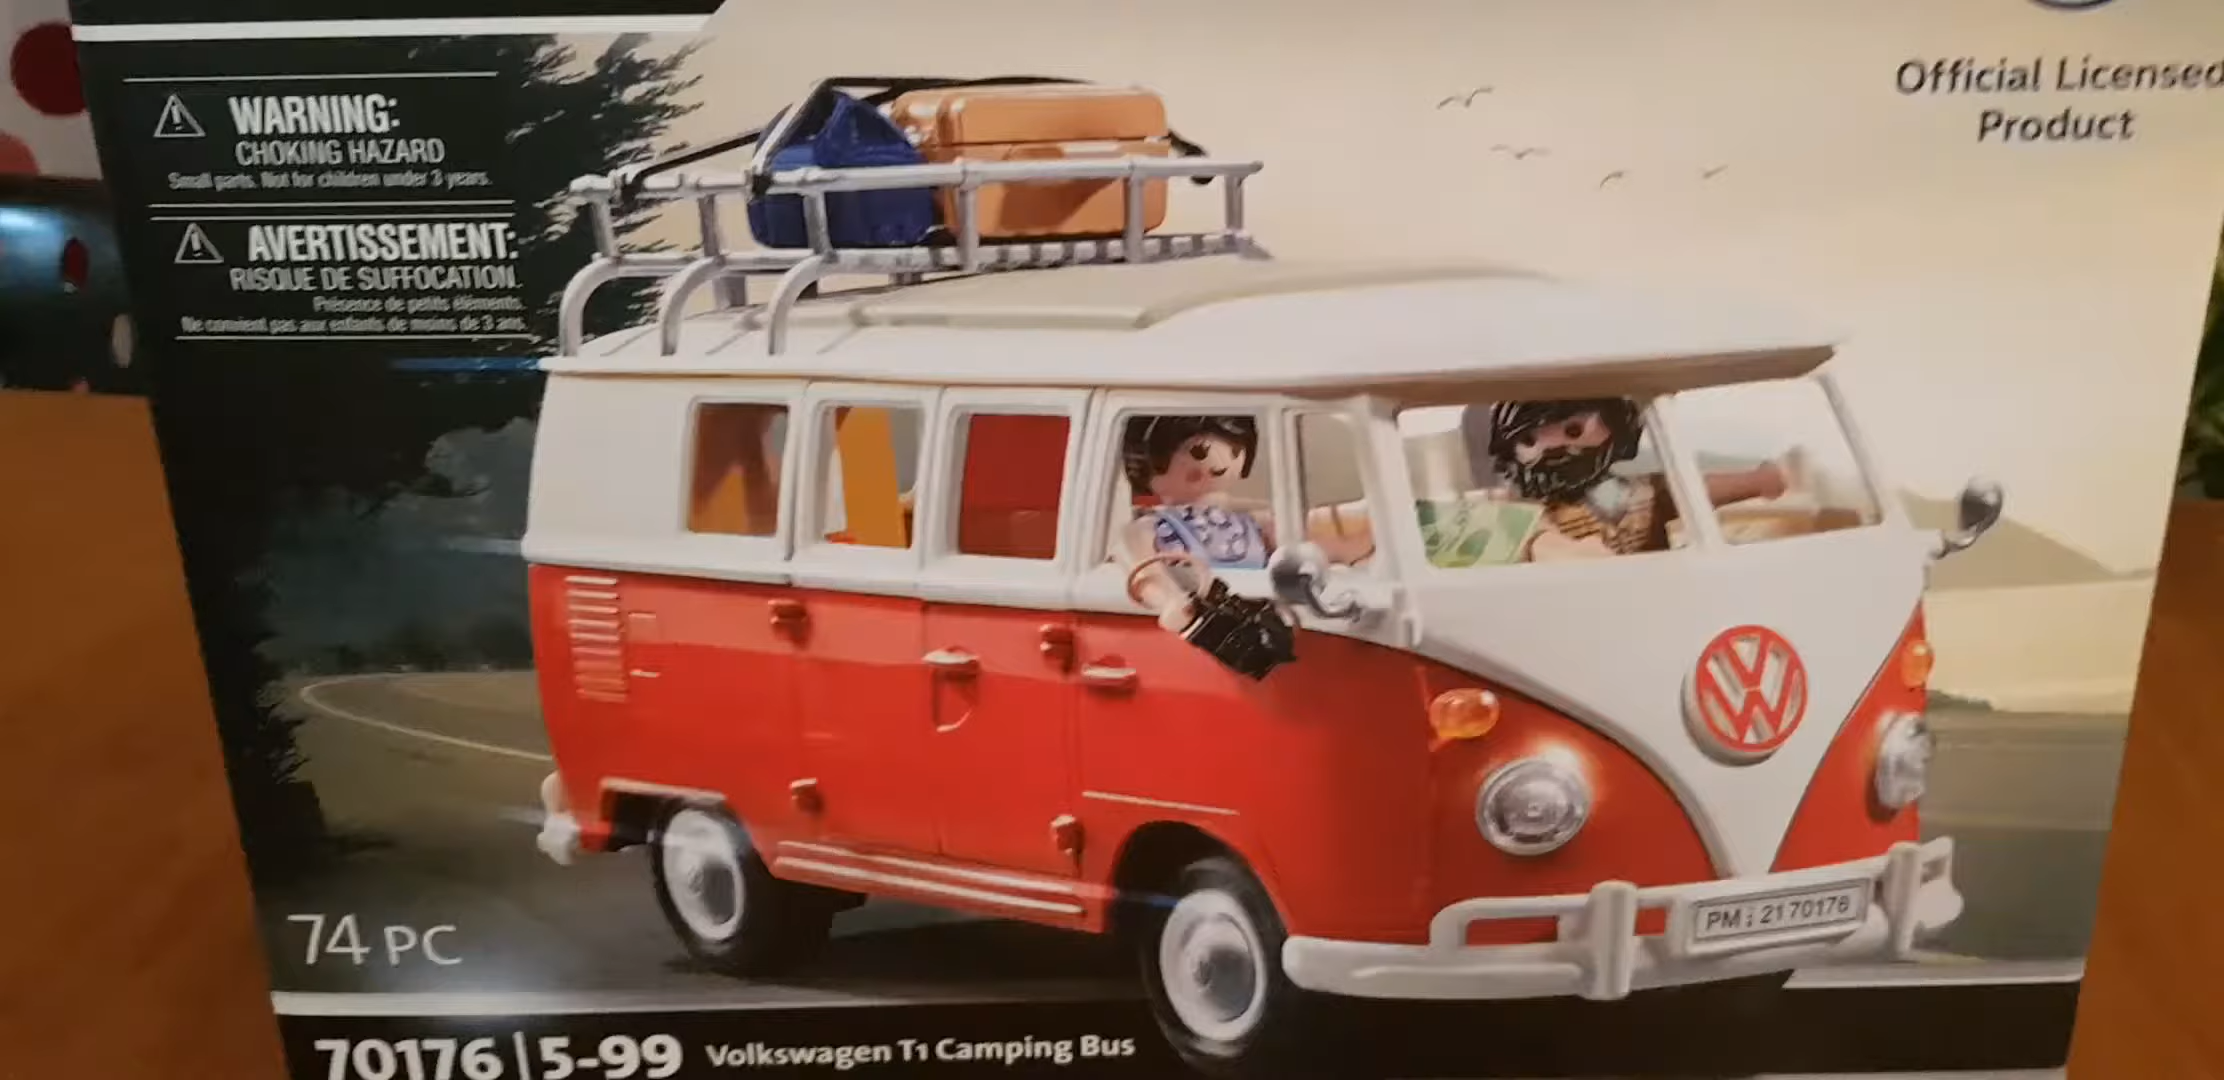 WARNING:
CHOKING HAZARD
Small parts. Not for children under 3 years.
AVERTISSEMENT:
RISQUE DE SUFFOCATION.
Présence de petits éléments.
Ne convient pas aux enfants de moins de 3 ans.
Official Licensed
Product
VW
PM : 2170176
74 PC
70176 | 5-99 Volkswagen T1 Camping Bus